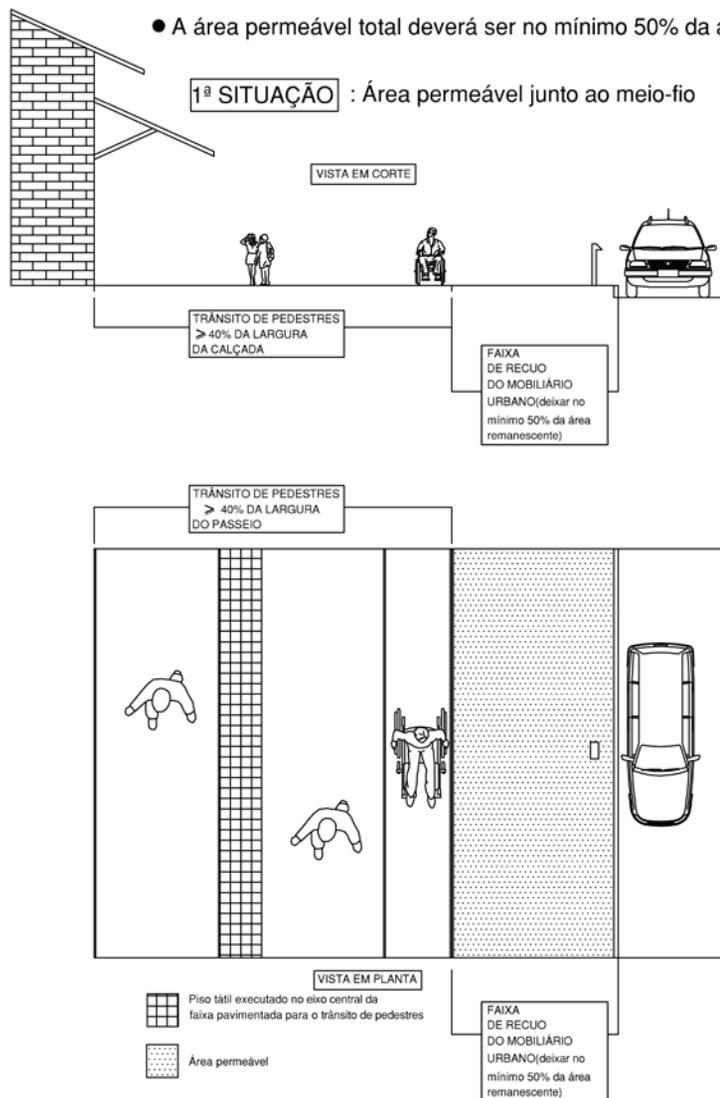 ● A área permeável total deverá ser no mínimo 50% da á
1ª SITUAÇÃO : Área permeável junto ao meio-fio
VISTA EM CORTE
TRÂNSITO DE PEDESTRES
⩾ 40% DA LARGURA
DA CALÇADA
FAIXA
DE RECUO
DO MOBILIÁRIO
URBANO(deixar no
mínimo 50% da área
remanescente)
TRÂNSITO DE PEDESTRES
⩾ 40% DA LARGURA
DO PASSEIO
VISTA EM PLANTA
Piso tátil executado no eixo central da
faixa pavimentada para o trânsito de pedestres
Área permeável
FAIXA
DE RECUO
DO MOBILIÁRIO
URBANO(deixar no
mínimo 50% da área
remanescente)